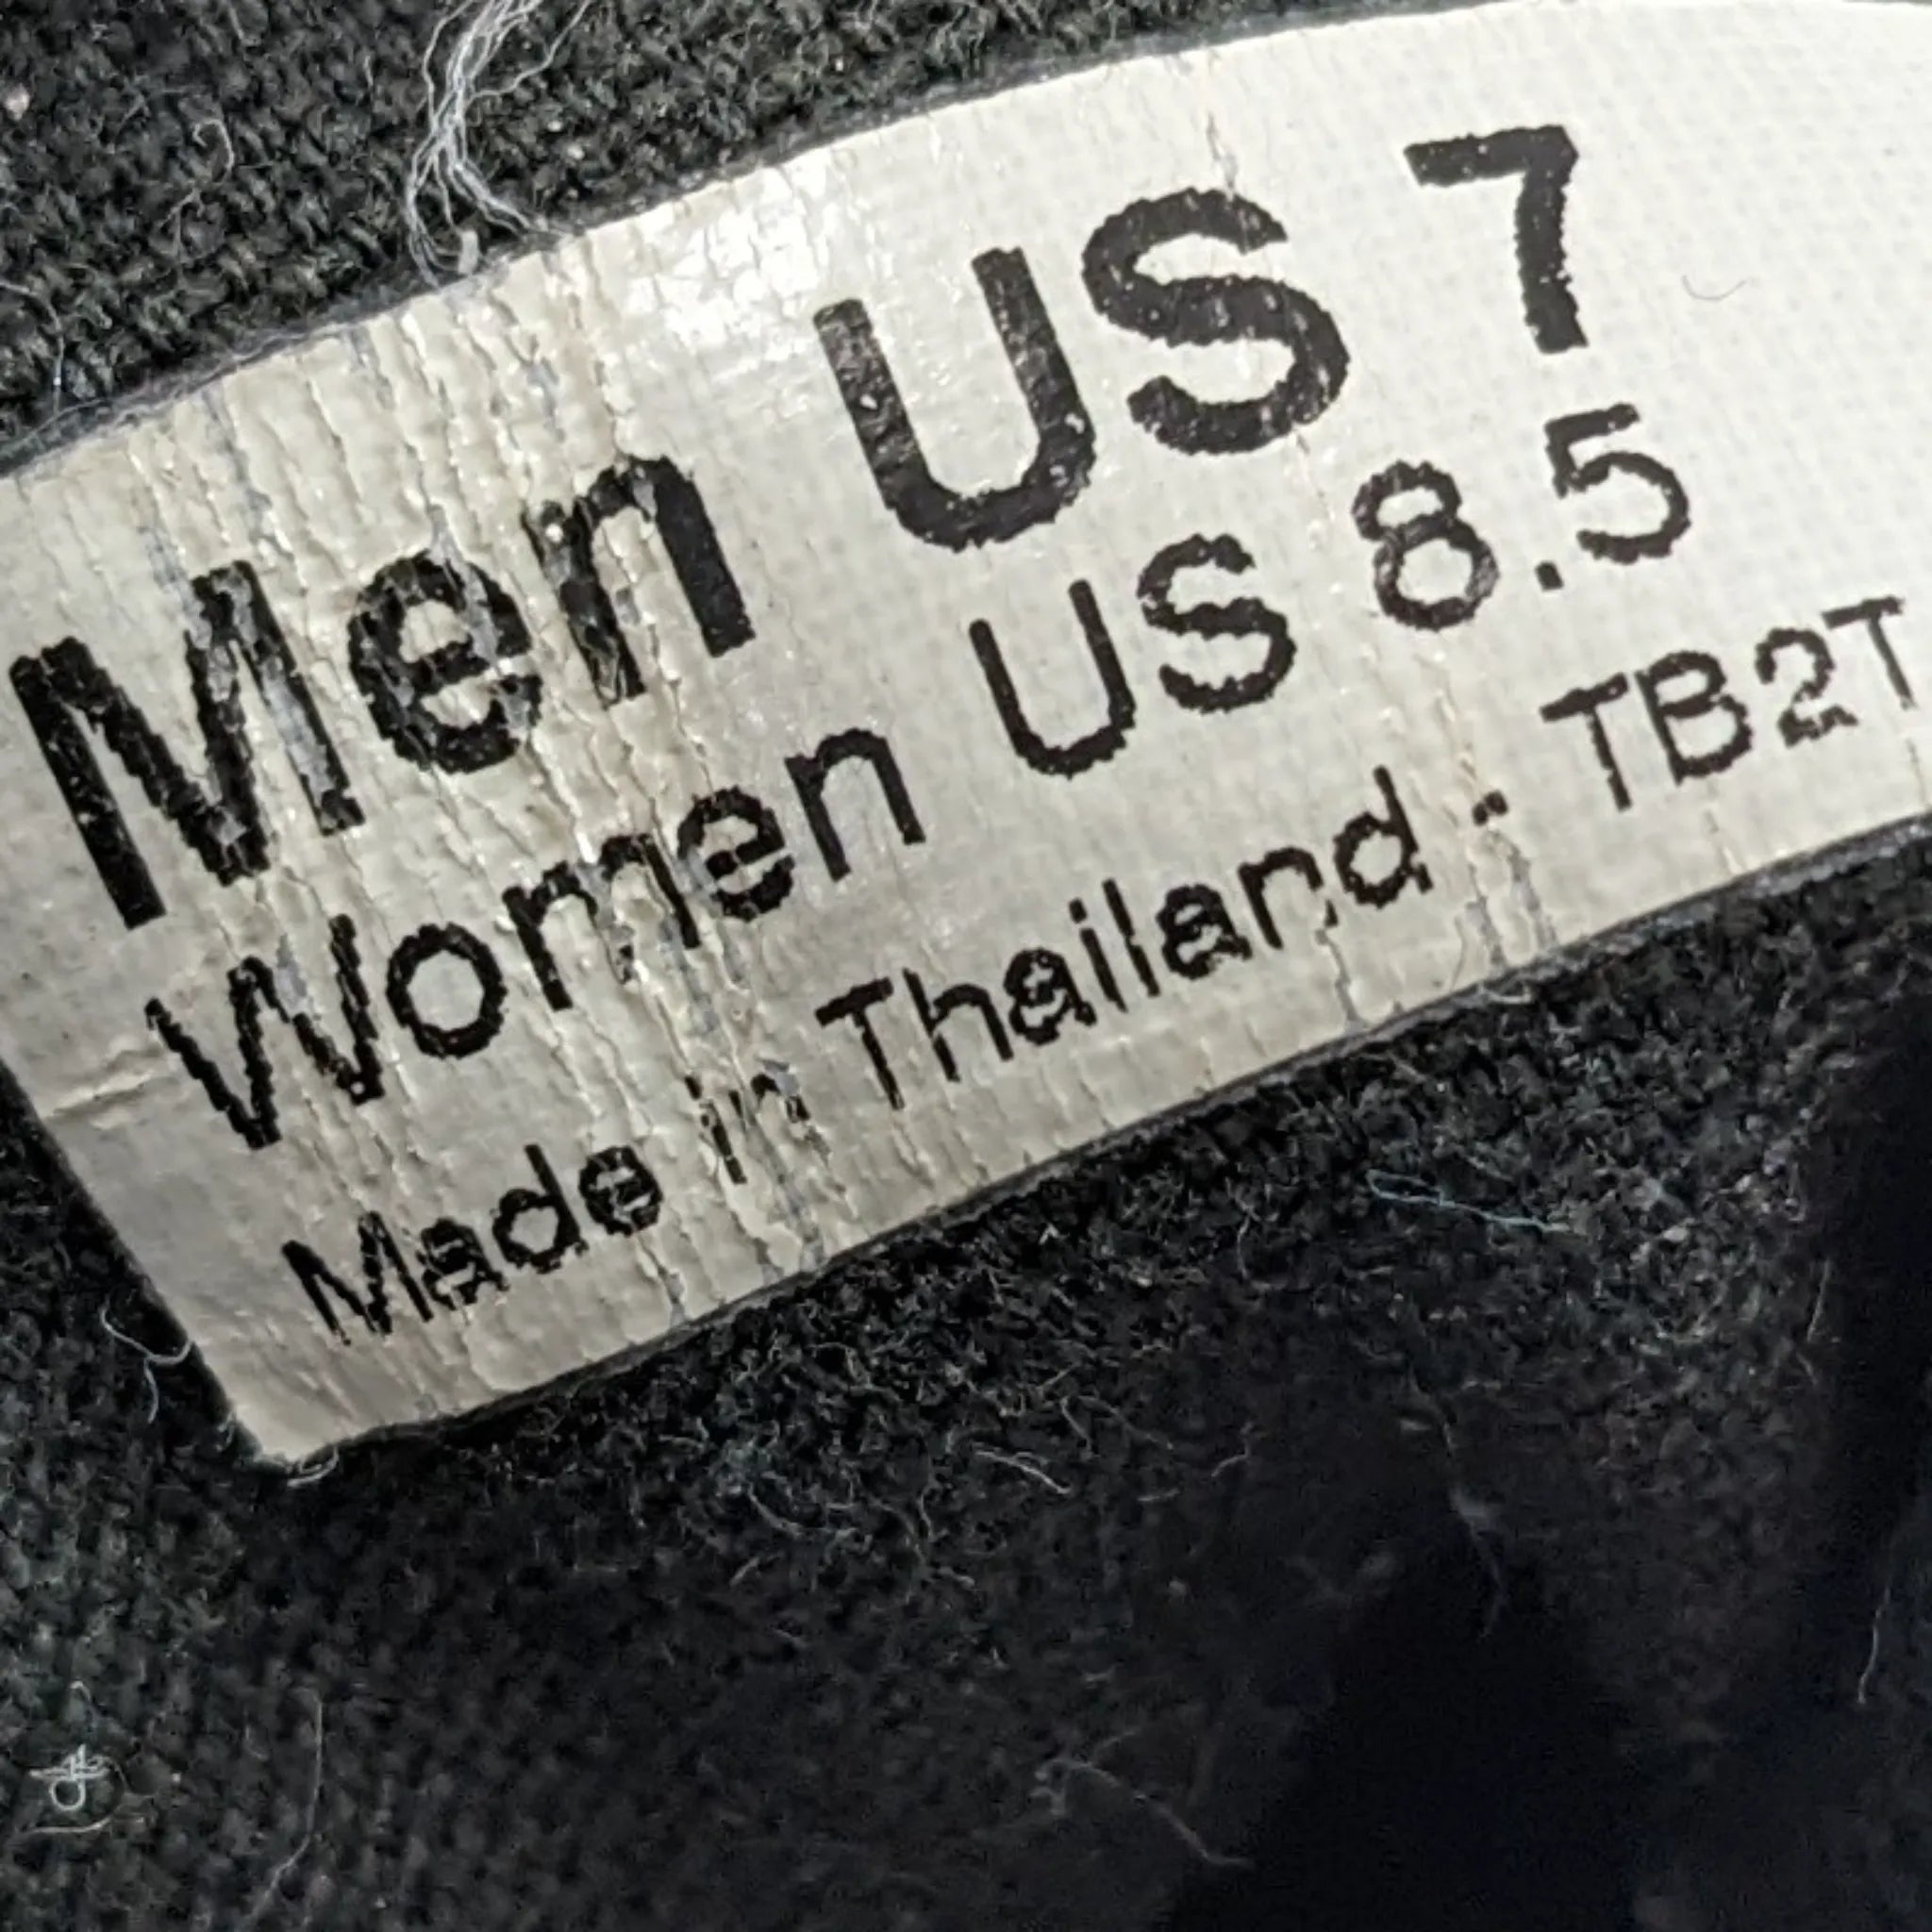 Men US 7
Women US 8.5
Made in Thailand - TB2T